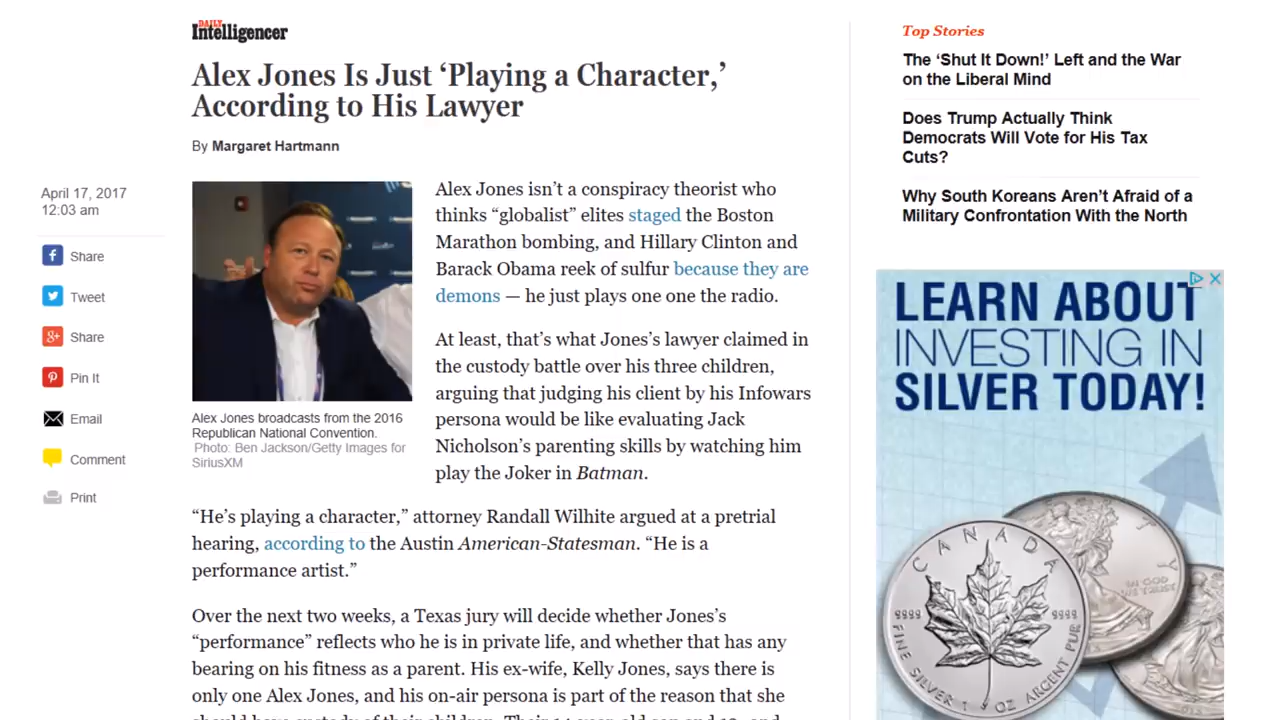 DAILY
Intelligencer
Alex Jones Is Just ‘Playing a Character,’
According to His Lawyer
By Margaret Hartmann
April 17, 2017
12:03 am
Share
Tweet
Share
Pin It
Email
Comment
Print
Alex Jones broadcasts from the 2016
Republican National Convention.
Photo: Ben Jackson/Getty Images for
SiriusXM
Alex Jones isn’t a conspiracy theorist who
thinks “globalist” elites staged the Boston
Marathon bombing, and Hillary Clinton and
Barack Obama reek of sulfur because they are
demons — he just plays one one the radio.
At least, that’s what Jones’s lawyer claimed in
the custody battle over his three children,
arguing that judging his client by his Infowars
persona would be like evaluating Jack
Nicholson’s parenting skills by watching him
play the Joker in Batman.
“He’s playing a character,” attorney Randall Wilhite argued at a pretrial
hearing, according to the Austin American-Statesman. “He is a
performance artist.”
Over the next two weeks, a Texas jury will decide whether Jones’s
“performance” reflects who he is in private life, and whether that has any
bearing on his fitness as a parent. His ex-wife, Kelly Jones, says there is
only one Alex Jones, and his on-air persona is part of the reason that she
Top Stories
The ‘Shut It Down!’ Left and the War
on the Liberal Mind
Does Trump Actually Think
Democrats Will Vote for His Tax
Cuts?
Why South Koreans Aren’t Afraid of a
Military Confrontation With the North
LEARN ABOUT
INVESTING IN
SILVER TODAY!
CANADA
9999 9999
FINE SILVER 1 OZ ARGENT PUR
IN GOD
WE TRUST